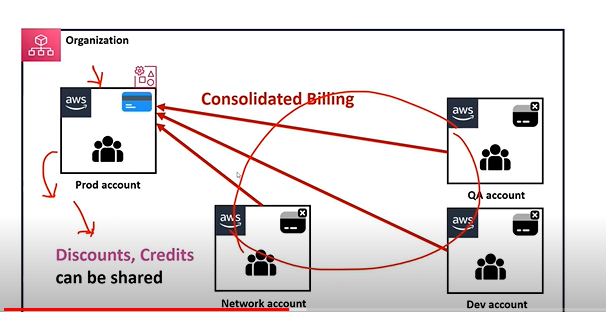 Organization
aws
Consolidated Billing
aws
Prod account
QA account
aws
aws
Discounts, Credits
can be shared
Network account
Dev account